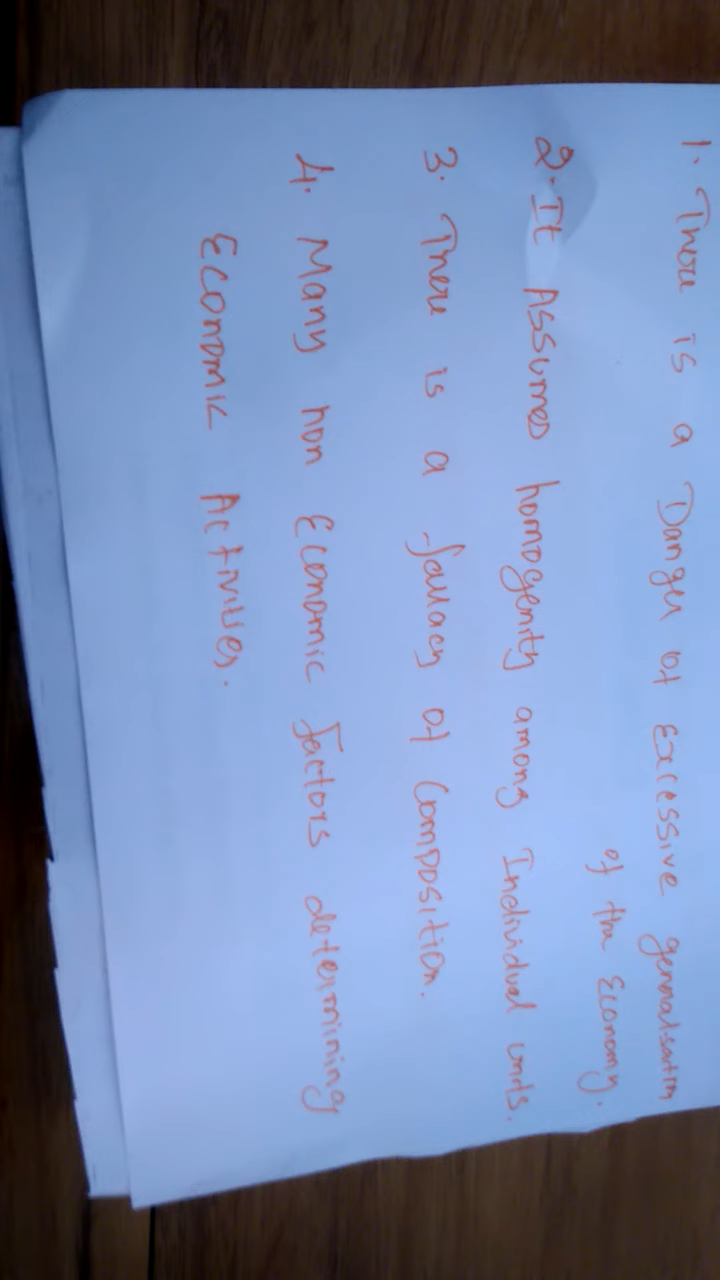 1. There is a Danger of Excessive generalisation
of the Economy.
2. It Assumes homogenity among Individual units.
3. There is a fallacy of Composition.
4. Many non Economic factors determining
Economic Activities.